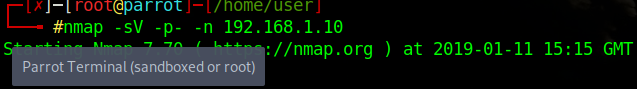 [x]─[root@parrot]─[/home/user]
#nmap -sV -p- -n 192.168.1.10
Starting Nmap 7.70 ( https://nmap.org ) at 2019-01-11 15:15 GMT
Parrot Terminal (sandboxed or root)